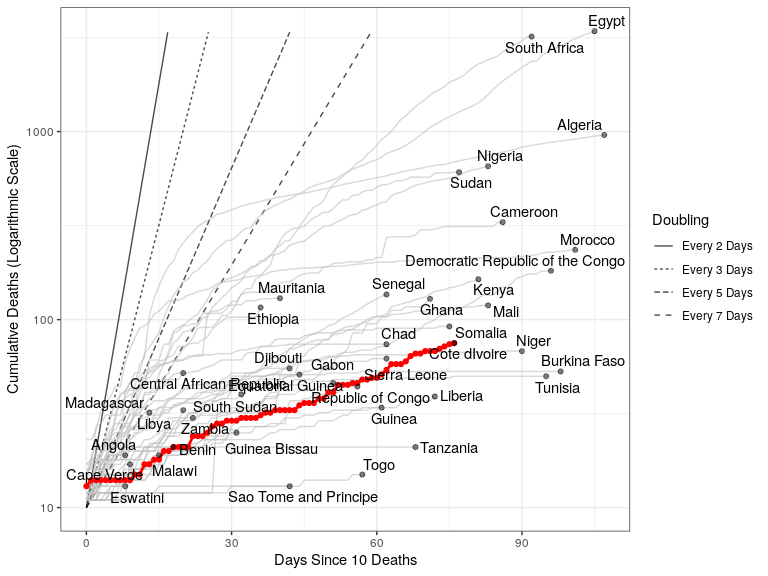 Egypt
South Africa
Algeria
1000
Nigeria
Sudan
Cameroon
Morocco
Democratic Republic of the Congo
Mauritania
Senegal
Kenya
Ethiopia
Ghana
Mali
100
Chad
Somalia
Cote dIvoire
Niger
Djibouti
Gabon
Burkina Faso
Central African Republic
Equatorial Guinea
Sierra Leone
Tunisia
Madagascar
South Sudan
Republic of Congo
Liberia
Libya
Zambia
Guinea
Angola
Benin
Guinea Bissau
Tanzania
Cape Verde
Malawi
Togo
Eswatini
Sao Tome and Principe
10
0
30
60
90
Days Since 10 Deaths
Cumulative Deaths (Logarithmic Scale)
Doubling
Every 2 Days
Every 3 Days
Every 5 Days
Every 7 Days